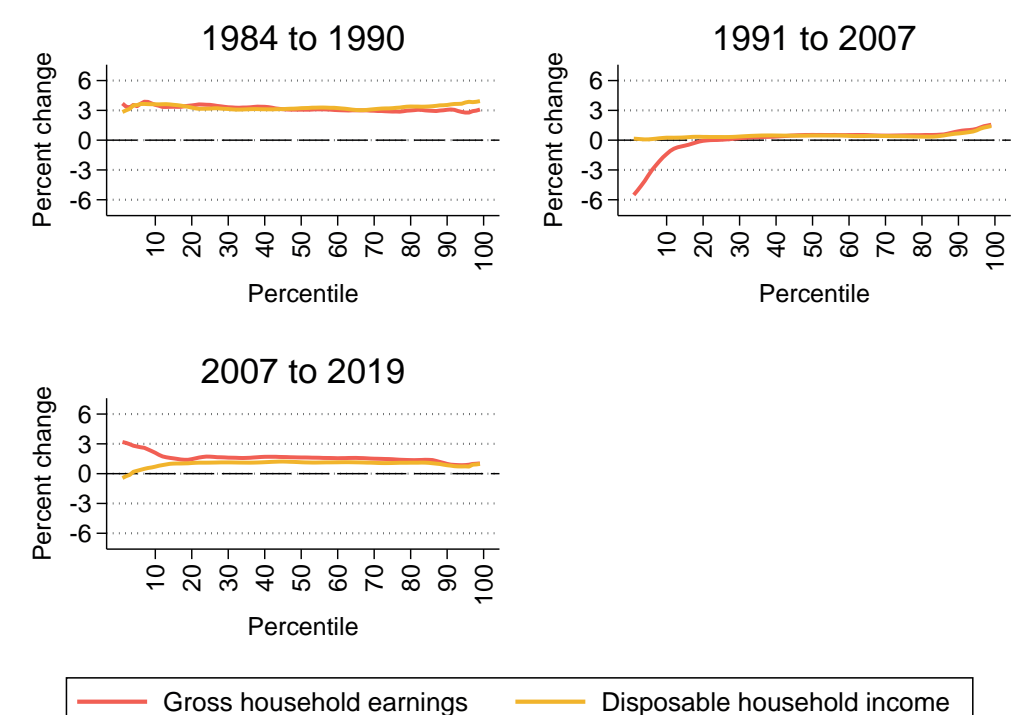 1984 to 1990
Percent change
6
3
0
-3
-6
10 20 30 40 50 60 70 80 90 100
Percentile
1991 to 2007
Percent change
6
3
0
-3
-6
10 20 30 40 50 60 70 80 90 100
Percentile
2007 to 2019
Percent change
6
3
0
-3
-6
10 20 30 40 50 60 70 80 90 100
Percentile
Gross household earnings Disposable household income